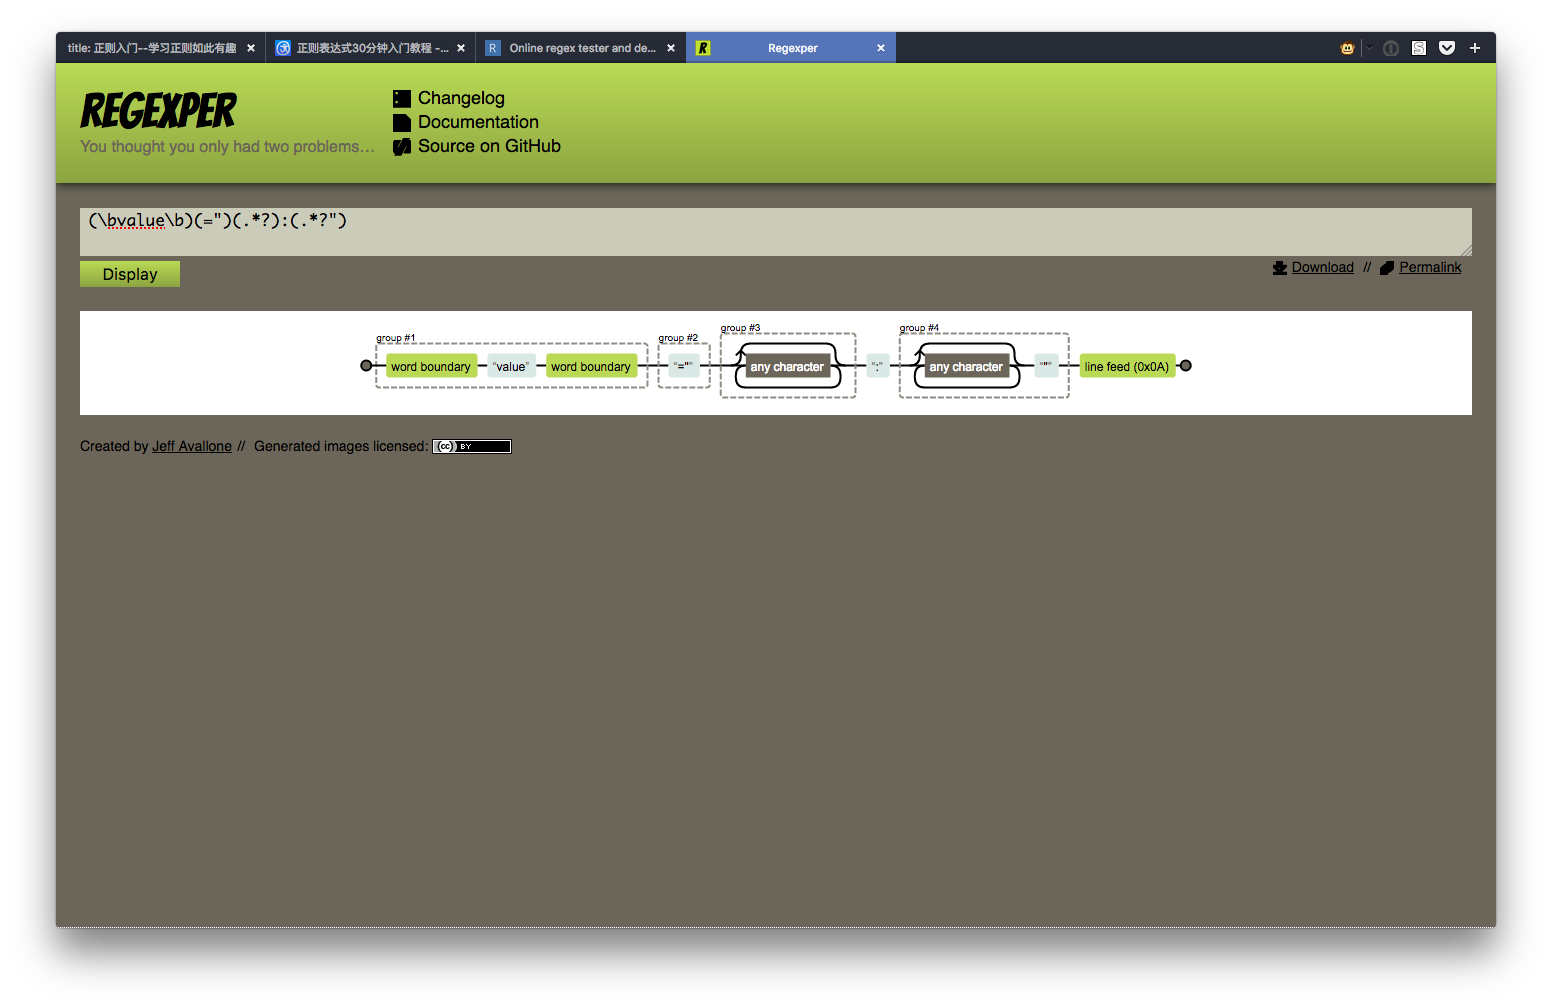 title: 正则入门--学习正则如此有趣
正则表达式30分钟入门教程 -...
R Online regex tester and de...
R Regexper
REGEXPER
You thought you only had two problems...
Changelog
Documentation
Source on GitHub
(\bvalue\b)(=")(.*?):(.*?")
Display
Download // Permalink
group #1 group #2 group #3 group #4
word boundary "value" word boundary "="" any character ":" any character """ line feed (0x0A)
Created by Jeff Avallone // Generated images licensed: (cc) BY